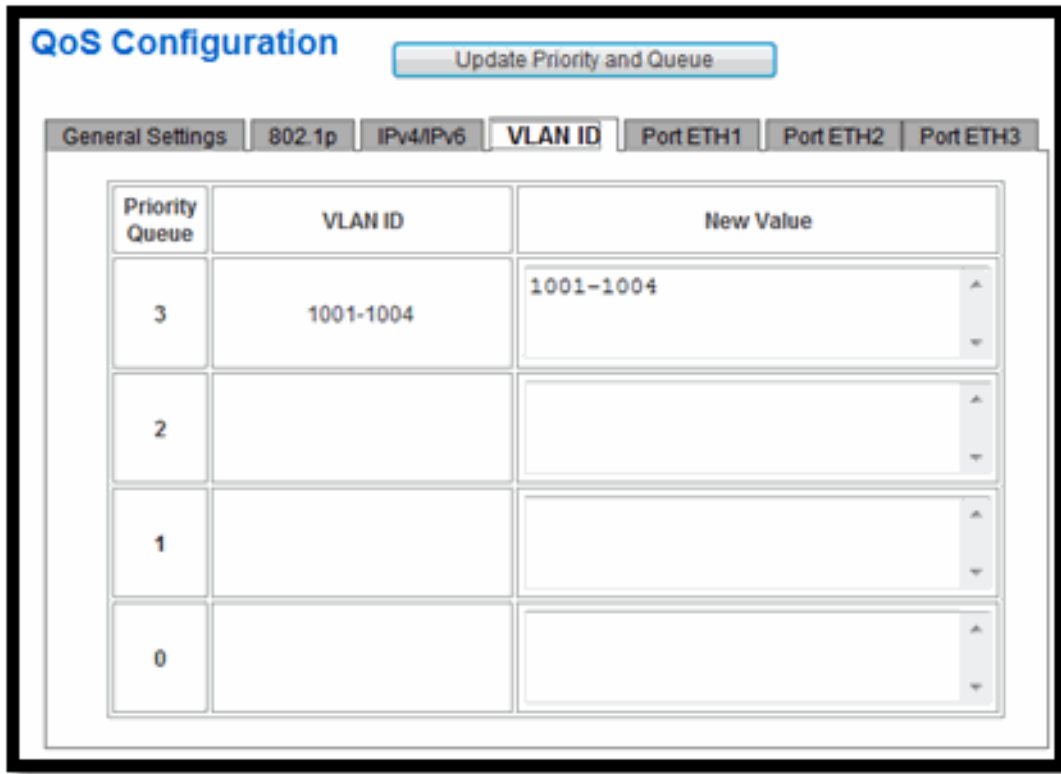 QoS Configuration
Update Priority and Queue
General Settings 802.1p IPv4/IPv6 VLAN ID Port ETH1 Port ETH2 Port ETH3
Priority Queue VLAN ID New Value
3 1001-1004 1001-1004
2
1
0